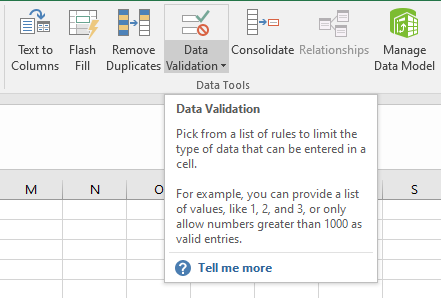 Text to Columns
Flash Fill
Remove Duplicates
Data Validation
Consolidate
Relationships
Manage Data Model
Data Tools
Data Validation
Pick from a list of rules to limit the
type of data that can be entered in a
cell.
For example, you can provide a list
of values, like 1, 2, and 3, or only
allow numbers greater than 1000 as
valid entries.
? Tell me more
M N O S